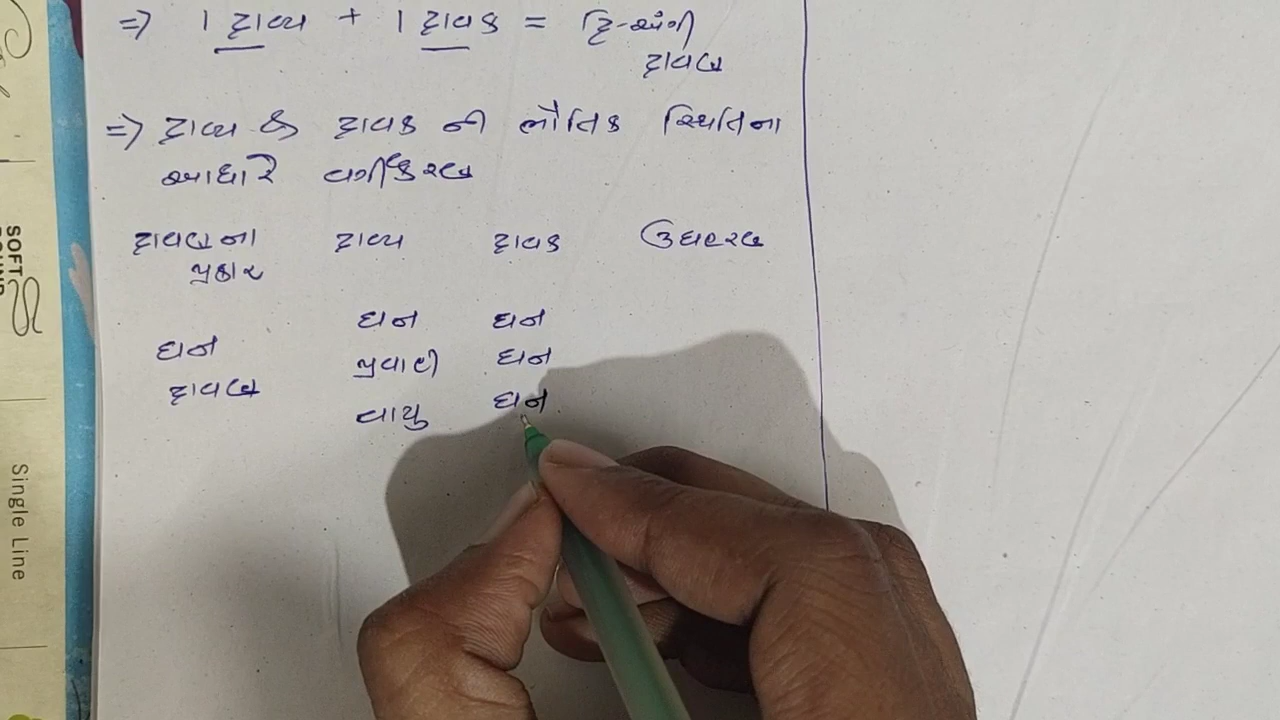 ⇒ 1 દ્રાવ્ય + 1 દ્રાવક = દ્વિ-અંગી
દ્રાવણ
⇒ દ્રાવ્ય કે દ્રાવક ની ભૌતિક સ્થિતિના
આધારે વર્ગીકરણ
દ્રાવણના પ્રકાર
દ્રાવ્ય
દ્રાવક
ઉદાહરણ
ઘન દ્રાવણ
ઘન ઘન
પ્રવાહી ઘન
વાયુ ઘન
SOFT
Single Line